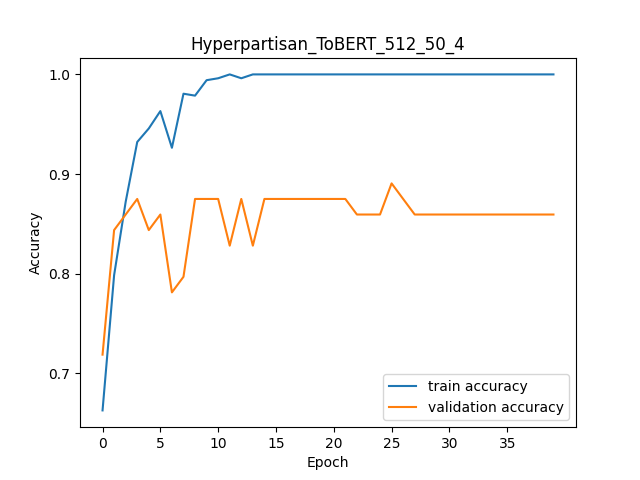 Hyperpartisan_ToBERT_512_50_4
1.0
0.9
0.8
0.7
Accuracy
0 5 10 15 20 25 30 35
Epoch
train accuracy
validation accuracy